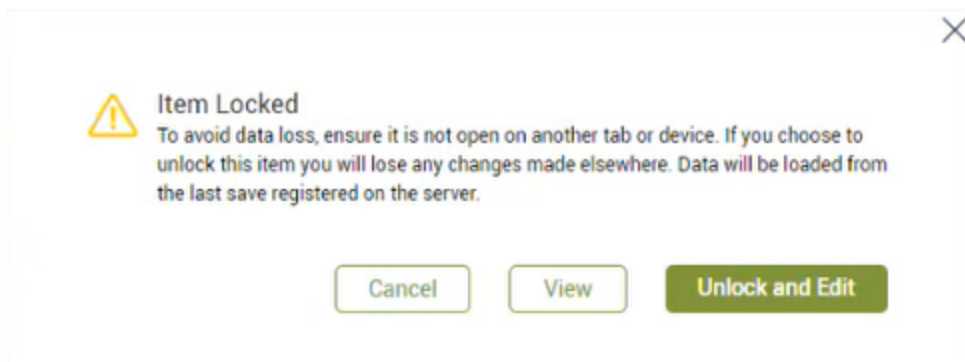 Item Locked
To avoid data loss, ensure it is not open on another tab or device. If you choose to
unlock this item you will lose any changes made elsewhere. Data will be loaded from
the last save registered on the server.
Cancel View Unlock and Edit